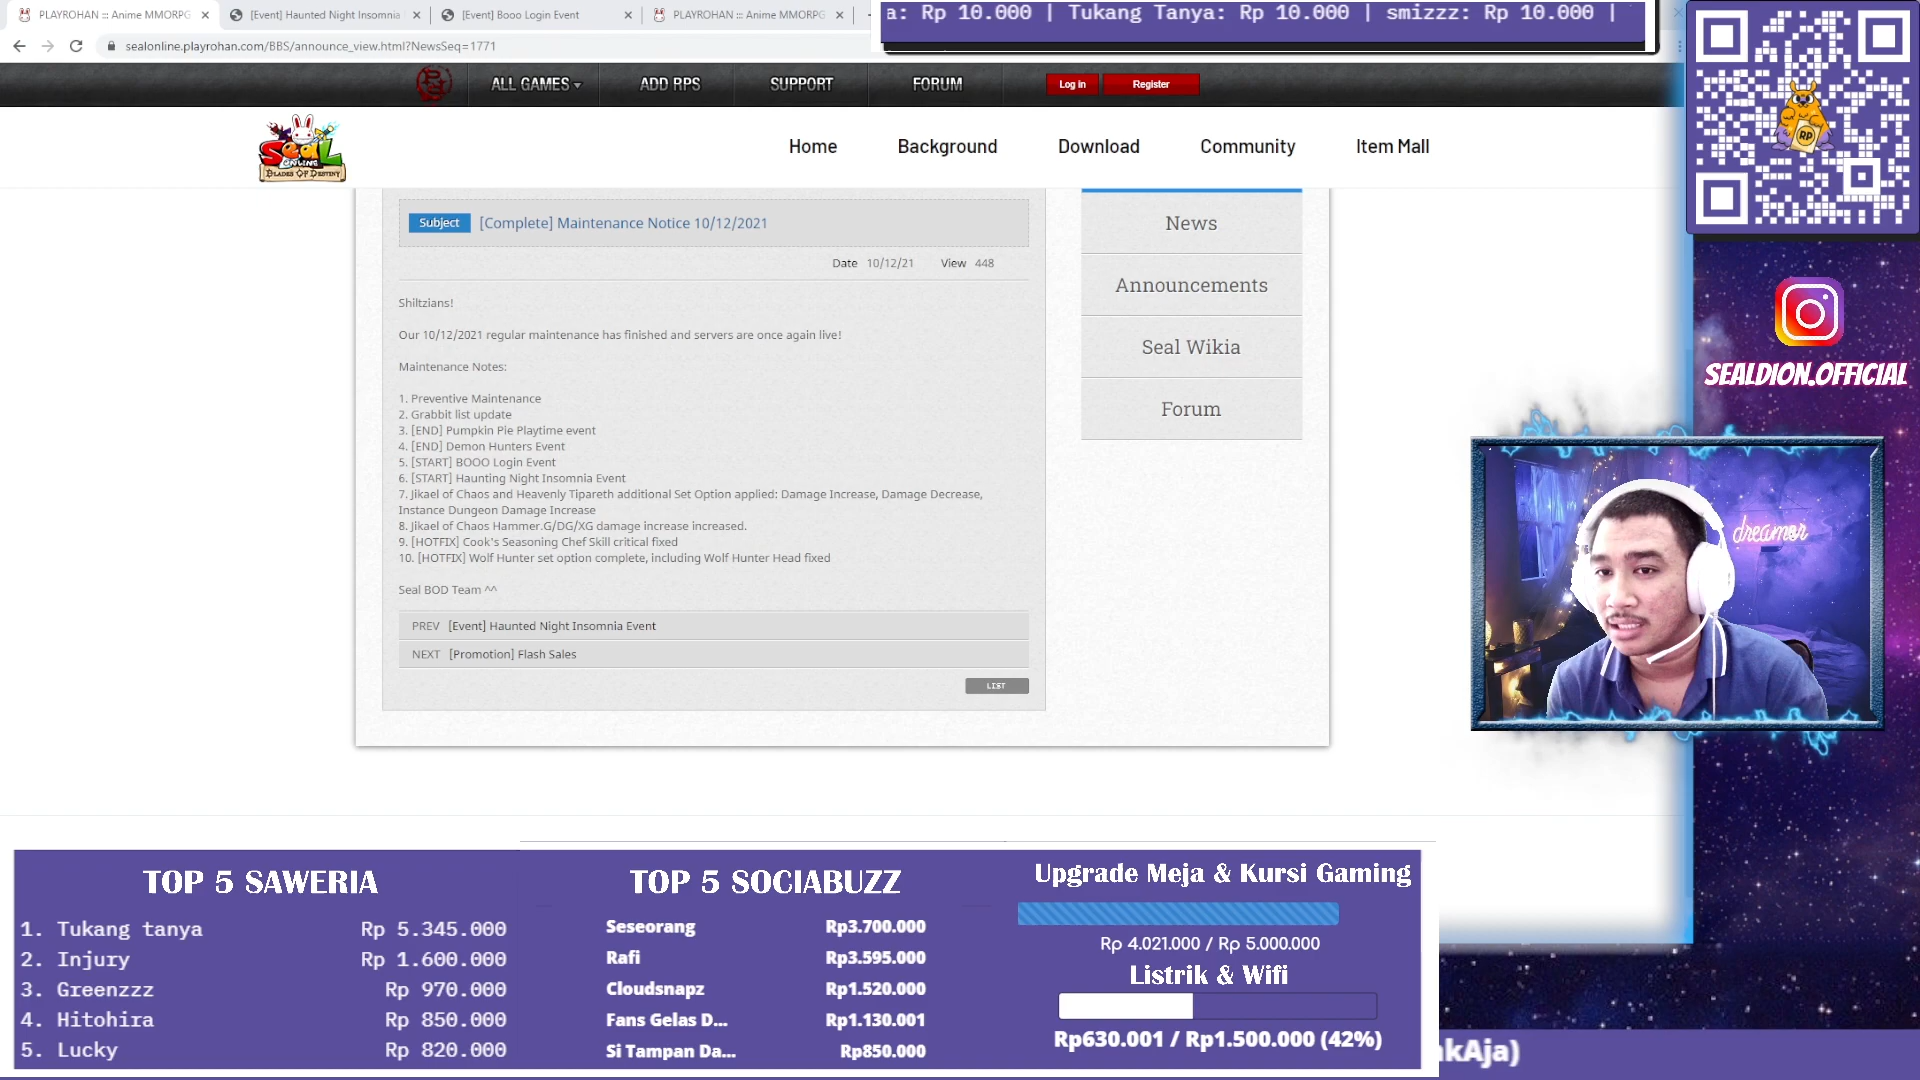 PLAYROHAN ::: Anime MMORPG
[Event] Haunted Night Insomnia
[Event] Booo Login Event
PLAYROHAN ::: Anime MMORPG
a: Rp 10.000 | Tukang Tanya: Rp 10.000 | smizzz: Rp 10.000 |
sealonline.playrohan.com/BBS/announce_view.html?NewsSeq=1771
ALL GAMES
ADD RPS
SUPPORT
FORUM
Log in
Register
SeaL
ONLINE
BLADES OF DESTINY
Home
Background
Download
Community
Item Mall
RP
Subject
[Complete] Maintenance Notice 10/12/2021
Date 10/12/21 View 448
Shiltzians!
Our 10/12/2021 regular maintenance has finished and servers are once again live!
Maintenance Notes:
1. Preventive Maintenance
2. Grabbit list update
3. [END] Pumpkin Pie Playtime event
4. [END] Demon Hunters Event
5. [START] BOOO Login Event
6. [START] Haunting Night Insomnia Event
7. Jikael of Chaos and Heavenly Tipareth additional Set Option applied: Damage Increase, Damage Decrease,
Instance Dungeon Damage Increase
8. Jikael of Chaos Hammer.G/DG/XG damage increase increased.
9. [HOTFIX] Cook's Seasoning Chef Skill critical fixed
10. [HOTFIX] Wolf Hunter set option complete, including Wolf Hunter Head fixed
Seal BOD Team ^^
PREV [Event] Haunted Night Insomnia Event
NEXT [Promotion] Flash Sales
LIST
News
Announcements
Seal Wikia
Forum
SEALDION.OFFICIAL
dreamer
TOP 5 SAWERIA
1. Tukang tanya Rp 5.345.000
2. Injury Rp 1.600.000
3. Greenzzz Rp 970.000
4. Hitohira Rp 850.000
5. Lucky Rp 820.000
TOP 5 SOCIABUZZ
Seseorang Rp3.700.000
Rafi Rp3.595.000
Cloudsnapz Rp1.520.000
Fans Gelas D... Rp1.130.001
Si Tampan Da... Rp850.000
Upgrade Meja & Kursi Gaming
Rp 4.021.000 / Rp 5.000.000
Listrik & Wifi
Rp630.001 / Rp1.500.000 (42%)
nkAja)